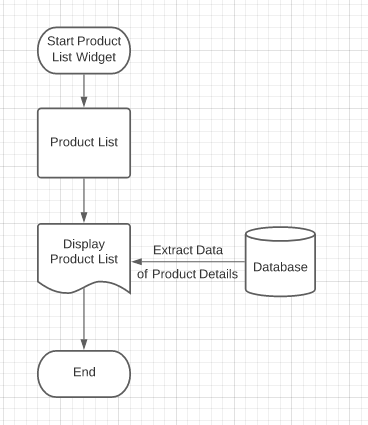 Start Product
List Widget
Product List
Display
Product List
Extract Data
of Product Details
Database
End